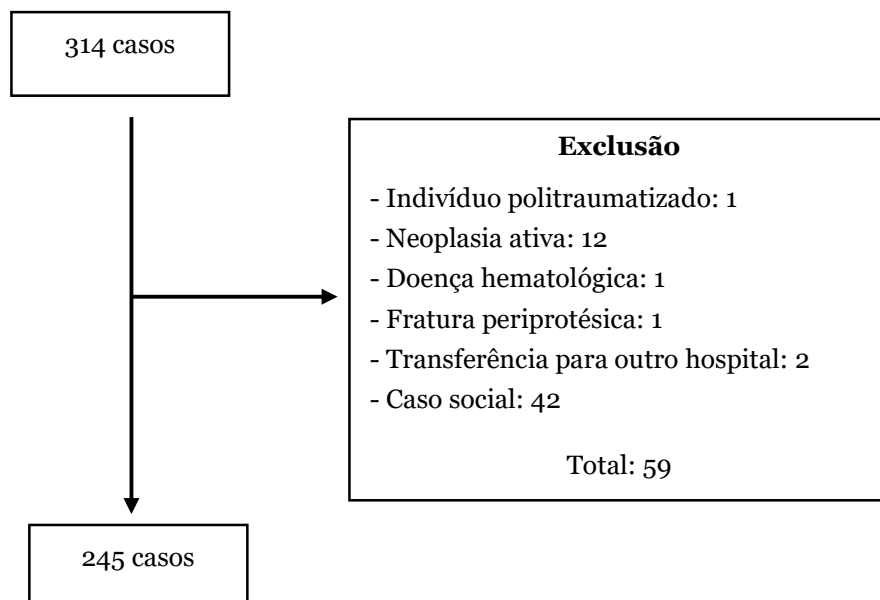 314 casos
Exclusão
- Indivíduo politraumatizado: 1
- Neoplasia ativa: 12
- Doença hematológica: 1
- Fratura periprotésica: 1
- Transferência para outro hospital: 2
- Caso social: 42
Total: 59
245 casos